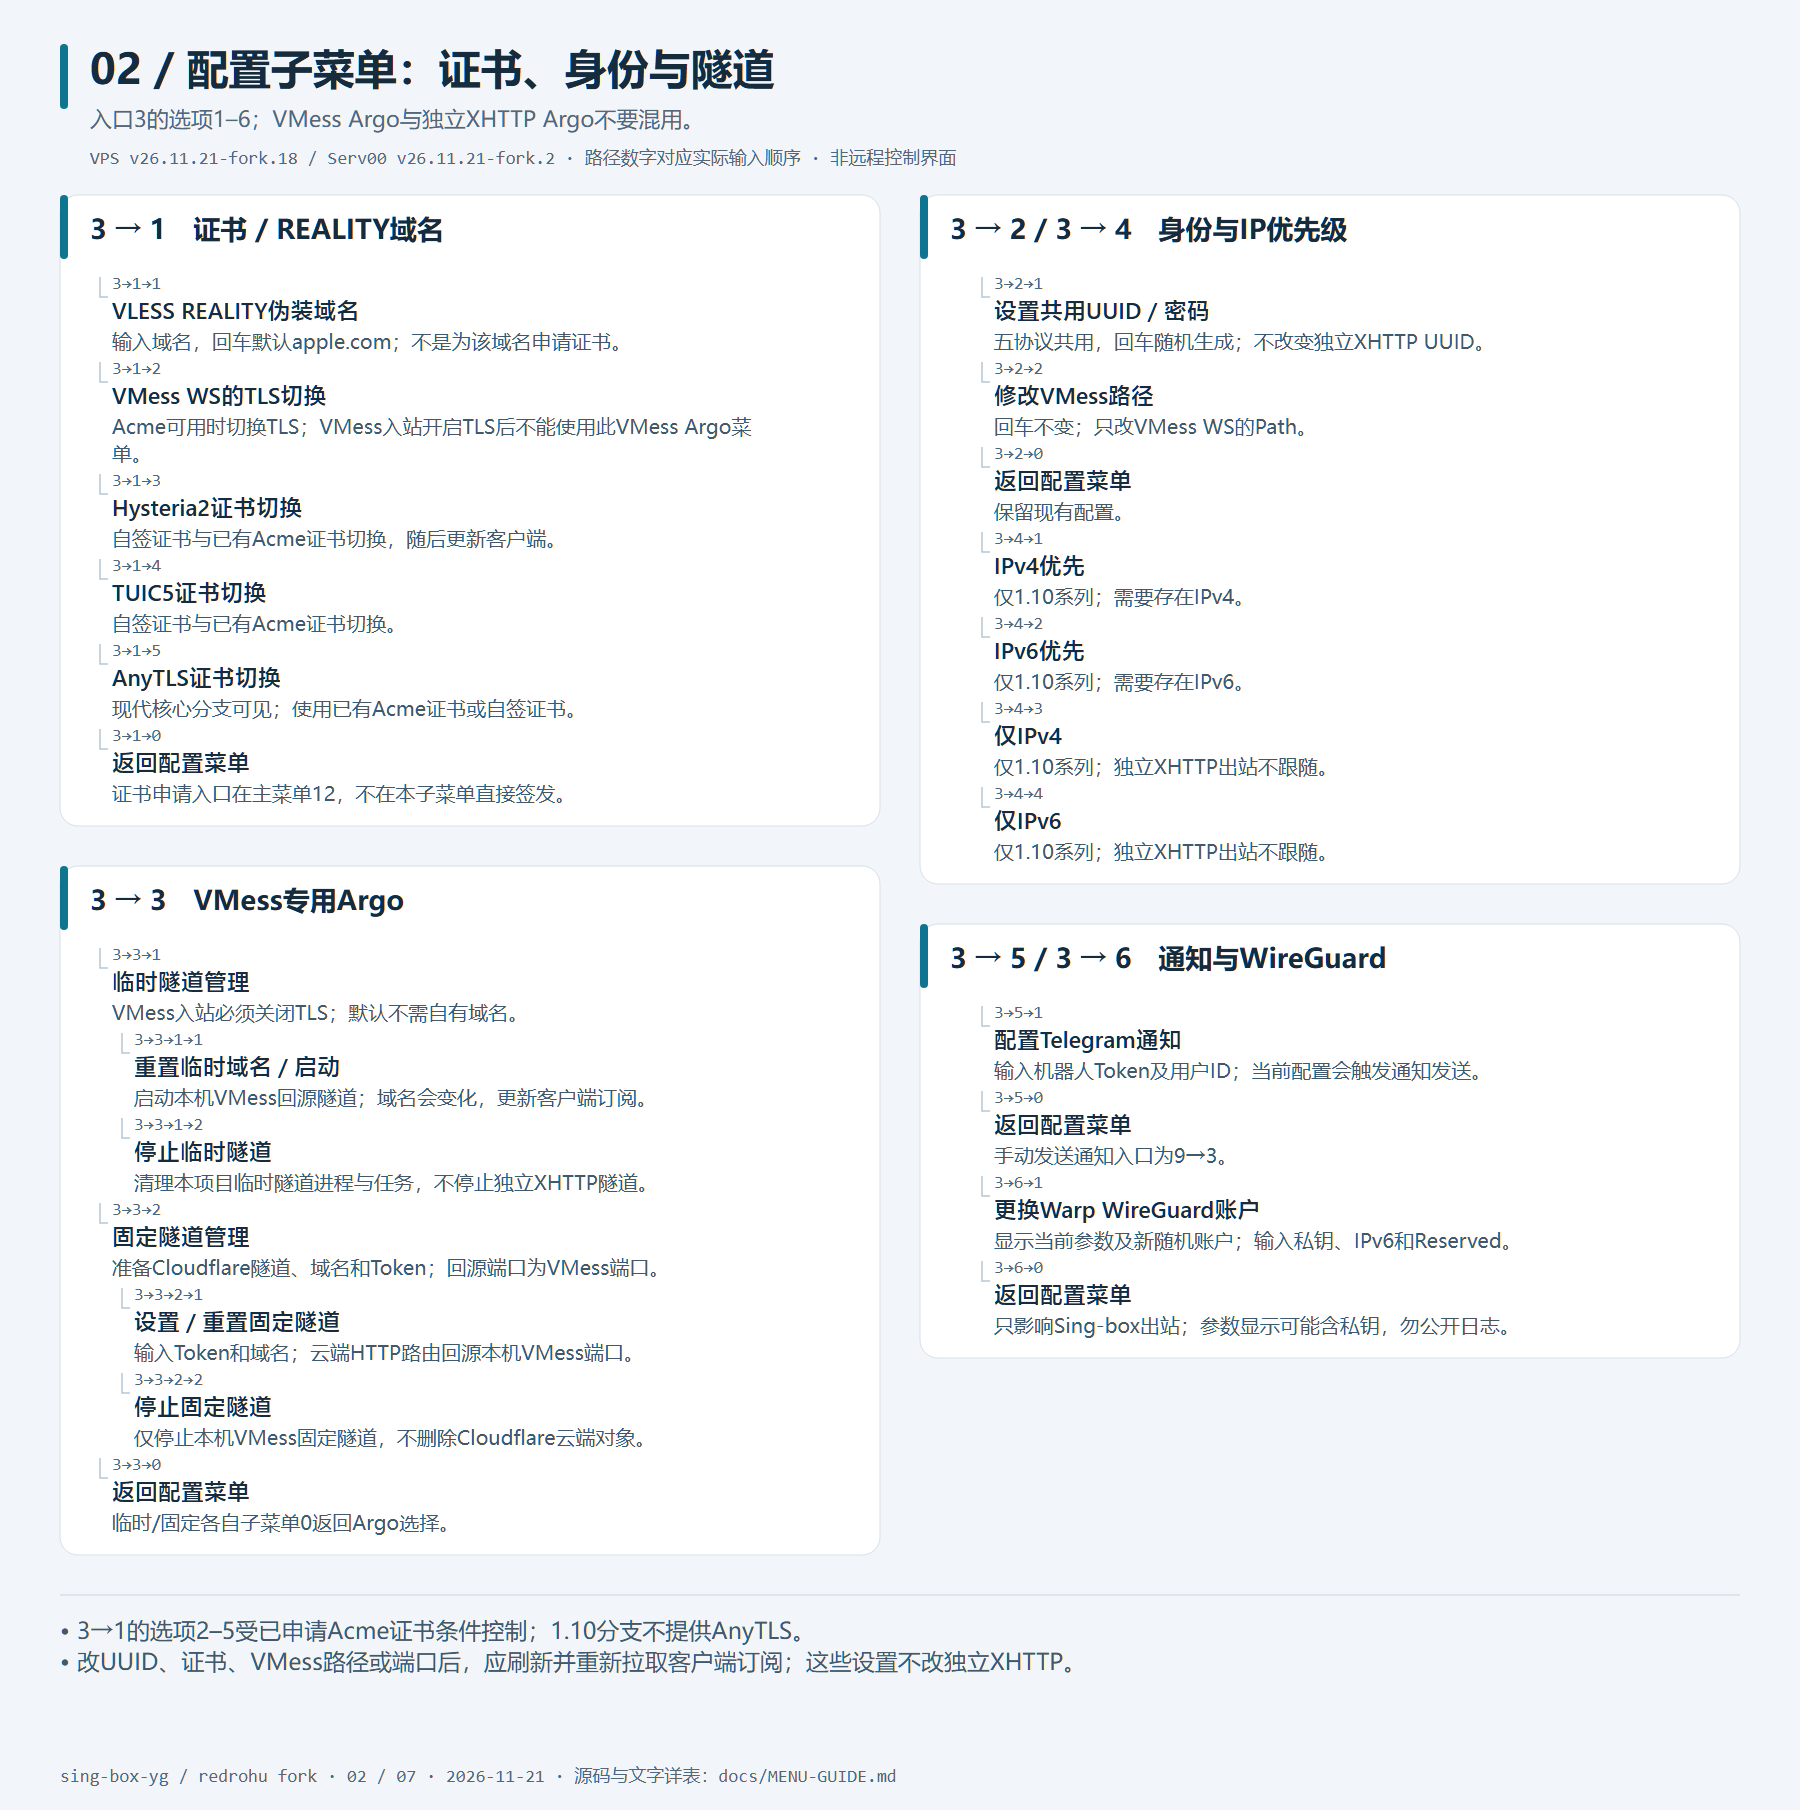 02 / 配置子菜单：证书、身份与隧道
入口3的选项1–6；VMess Argo与独立XHTTP Argo不要混用。
VPS v26.11.21-fork.18 / Serv00 v26.11.21-fork.2 · 路径数字对应实际输入顺序 · 非远程控制界面
3 → 1 证书 / REALITY域名
3→1→1
VLESS REALITY伪装域名
输入域名，回车默认apple.com；不是为该域名申请证书。
3→1→2
VMess WS的TLS切换
Acme可用时切换TLS；VMess入站开启TLS后不能使用此VMess Argo菜
单。
3→1→3
Hysteria2证书切换
自签证书与已有Acme证书切换，随后更新客户端。
3→1→4
TUIC5证书切换
自签证书与已有Acme证书切换。
3→1→5
AnyTLS证书切换
现代核心分支可见；使用已有Acme证书或自签证书。
3→1→0
返回配置菜单
证书申请入口在主菜单12，不在本子菜单直接签发。
3 → 3 VMess专用Argo
3→3→1
临时隧道管理
VMess入站必须关闭TLS；默认不需自有域名。
3→3→1→1
重置临时域名 / 启动
启动本机VMess回源隧道；域名会变化，更新客户端订阅。
3→3→1→2
停止临时隧道
清理本项目临时隧道进程与任务，不停止独立XHTTP隧道。
3→3→2
固定隧道管理
准备Cloudflare隧道、域名和Token；回源端口为VMess端口。
3→3→2→1
设置 / 重置固定隧道
输入Token和域名；云端HTTP路由回源本机VMess端口。
3→3→2→2
停止固定隧道
仅停止本机VMess固定隧道，不删除Cloudflare云端对象。
3→3→0
返回配置菜单
临时/固定各自子菜单0返回Argo选择。
3 → 2 / 3 → 4 身份与IP优先级
3→2→1
设置共用UUID / 密码
五协议共用，回车随机生成；不改变独立XHTTP UUID。
3→2→2
修改VMess路径
回车不变；只改VMess WS的Path。
3→2→0
返回配置菜单
保留现有配置。
3→4→1
IPv4优先
仅1.10系列；需要存在IPv4。
3→4→2
IPv6优先
仅1.10系列；需要存在IPv6。
3→4→3
仅IPv4
仅1.10系列；独立XHTTP出站不跟随。
3→4→4
仅IPv6
仅1.10系列；独立XHTTP出站不跟随。
3 → 5 / 3 → 6 通知与WireGuard
3→5→1
配置Telegram通知
输入机器人Token及用户ID；当前配置会触发通知发送。
3→5→0
返回配置菜单
手动发送通知入口为9→3。
3→6→1
更换Warp WireGuard账户
显示当前参数及新随机账户；输入私钥、IPv6和Reserved。
3→6→0
返回配置菜单
只影响Sing-box出站；参数显示可能含私钥，勿公开日志。
• 3→1的选项2–5受已申请Acme证书条件控制；1.10分支不提供AnyTLS。
• 改UUID、证书、VMess路径或端口后，应刷新并重新拉取客户端订阅；这些设置不改独立XHTTP。
sing-box-yg / redrohu fork · 02 / 07 · 2026-11-21 · 源码与文字详表：docs/MENU-GUIDE.md